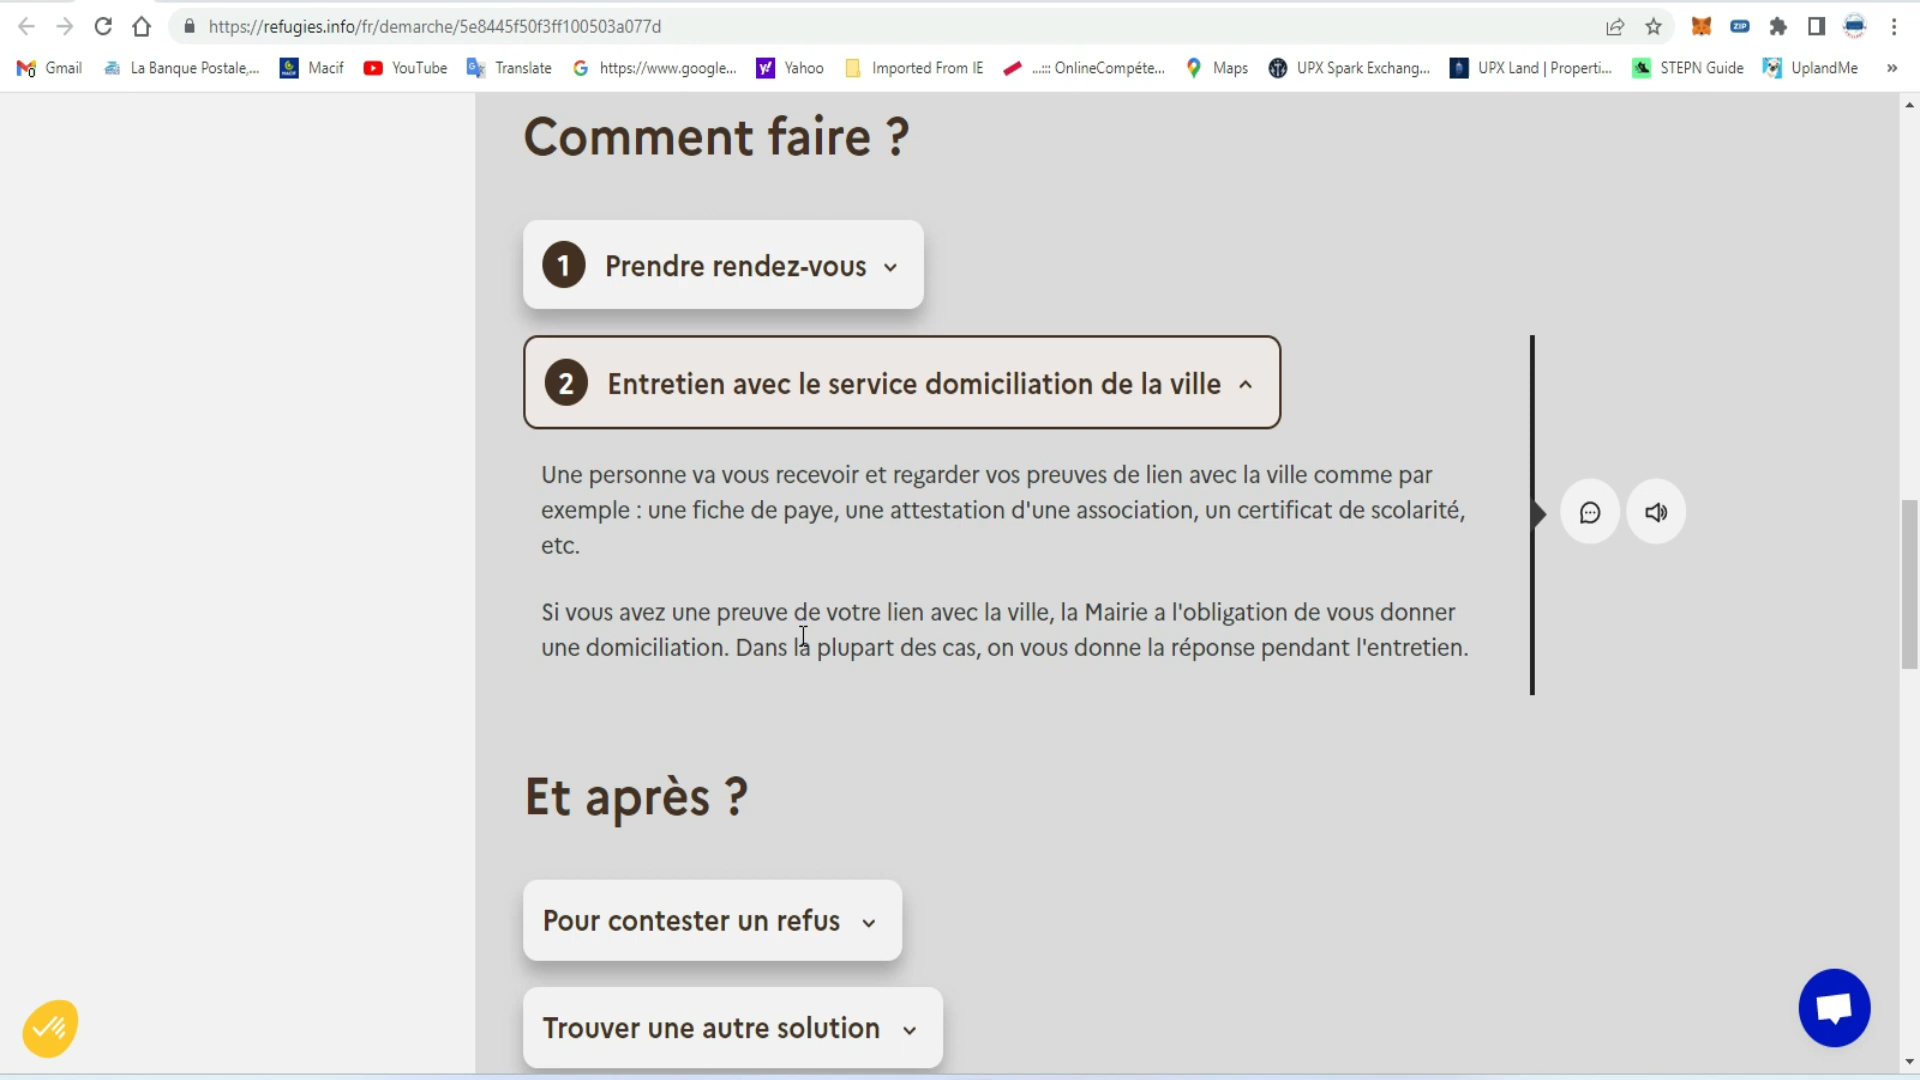 https://refugies.info/fr/demarche/5e8445f50f3ff100503a077d
ZIP
Gmail
La Banque Postale,...
Macif
YouTube
Translate
https://www.google...
Yahoo
Imported From IE
...::: OnlineCompéte...
Maps
UPX Spark Exchang...
UPX Land | Properti...
STEPN Guide
UplandMe
»
Comment faire ?
1 Prendre rendez-vous
2 Entretien avec le service domiciliation de la ville
Une personne va vous recevoir et regarder vos preuves de lien avec la ville comme par
exemple : une fiche de paye, une attestation d'une association, un certificat de scolarité,
etc.
Si vous avez une preuve de votre lien avec la ville, la Mairie a l'obligation de vous donner
une domiciliation. Dans la plupart des cas, on vous donne la réponse pendant l'entretien.
Et après ?
Pour contester un refus
Trouver une autre solution